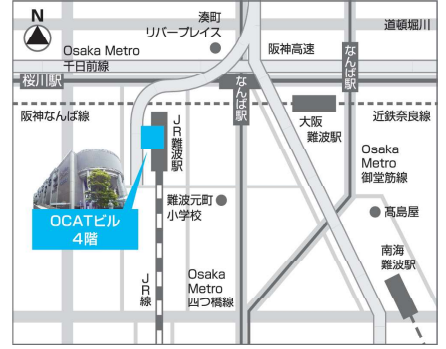 N
湊町
リバープレイス
道頓堀川
Osaka Metro
千日前線
阪神高速
なんば駅
桜川駅
なんば駅
阪神なんば線
JR難波駅
大阪
難波駅
近鉄奈良線
Osaka
Metro
御堂筋線
OCATビル
4階
難波元町
小学校
髙島屋
JR線
Osaka
Metro
四つ橋線
南海
難波駅